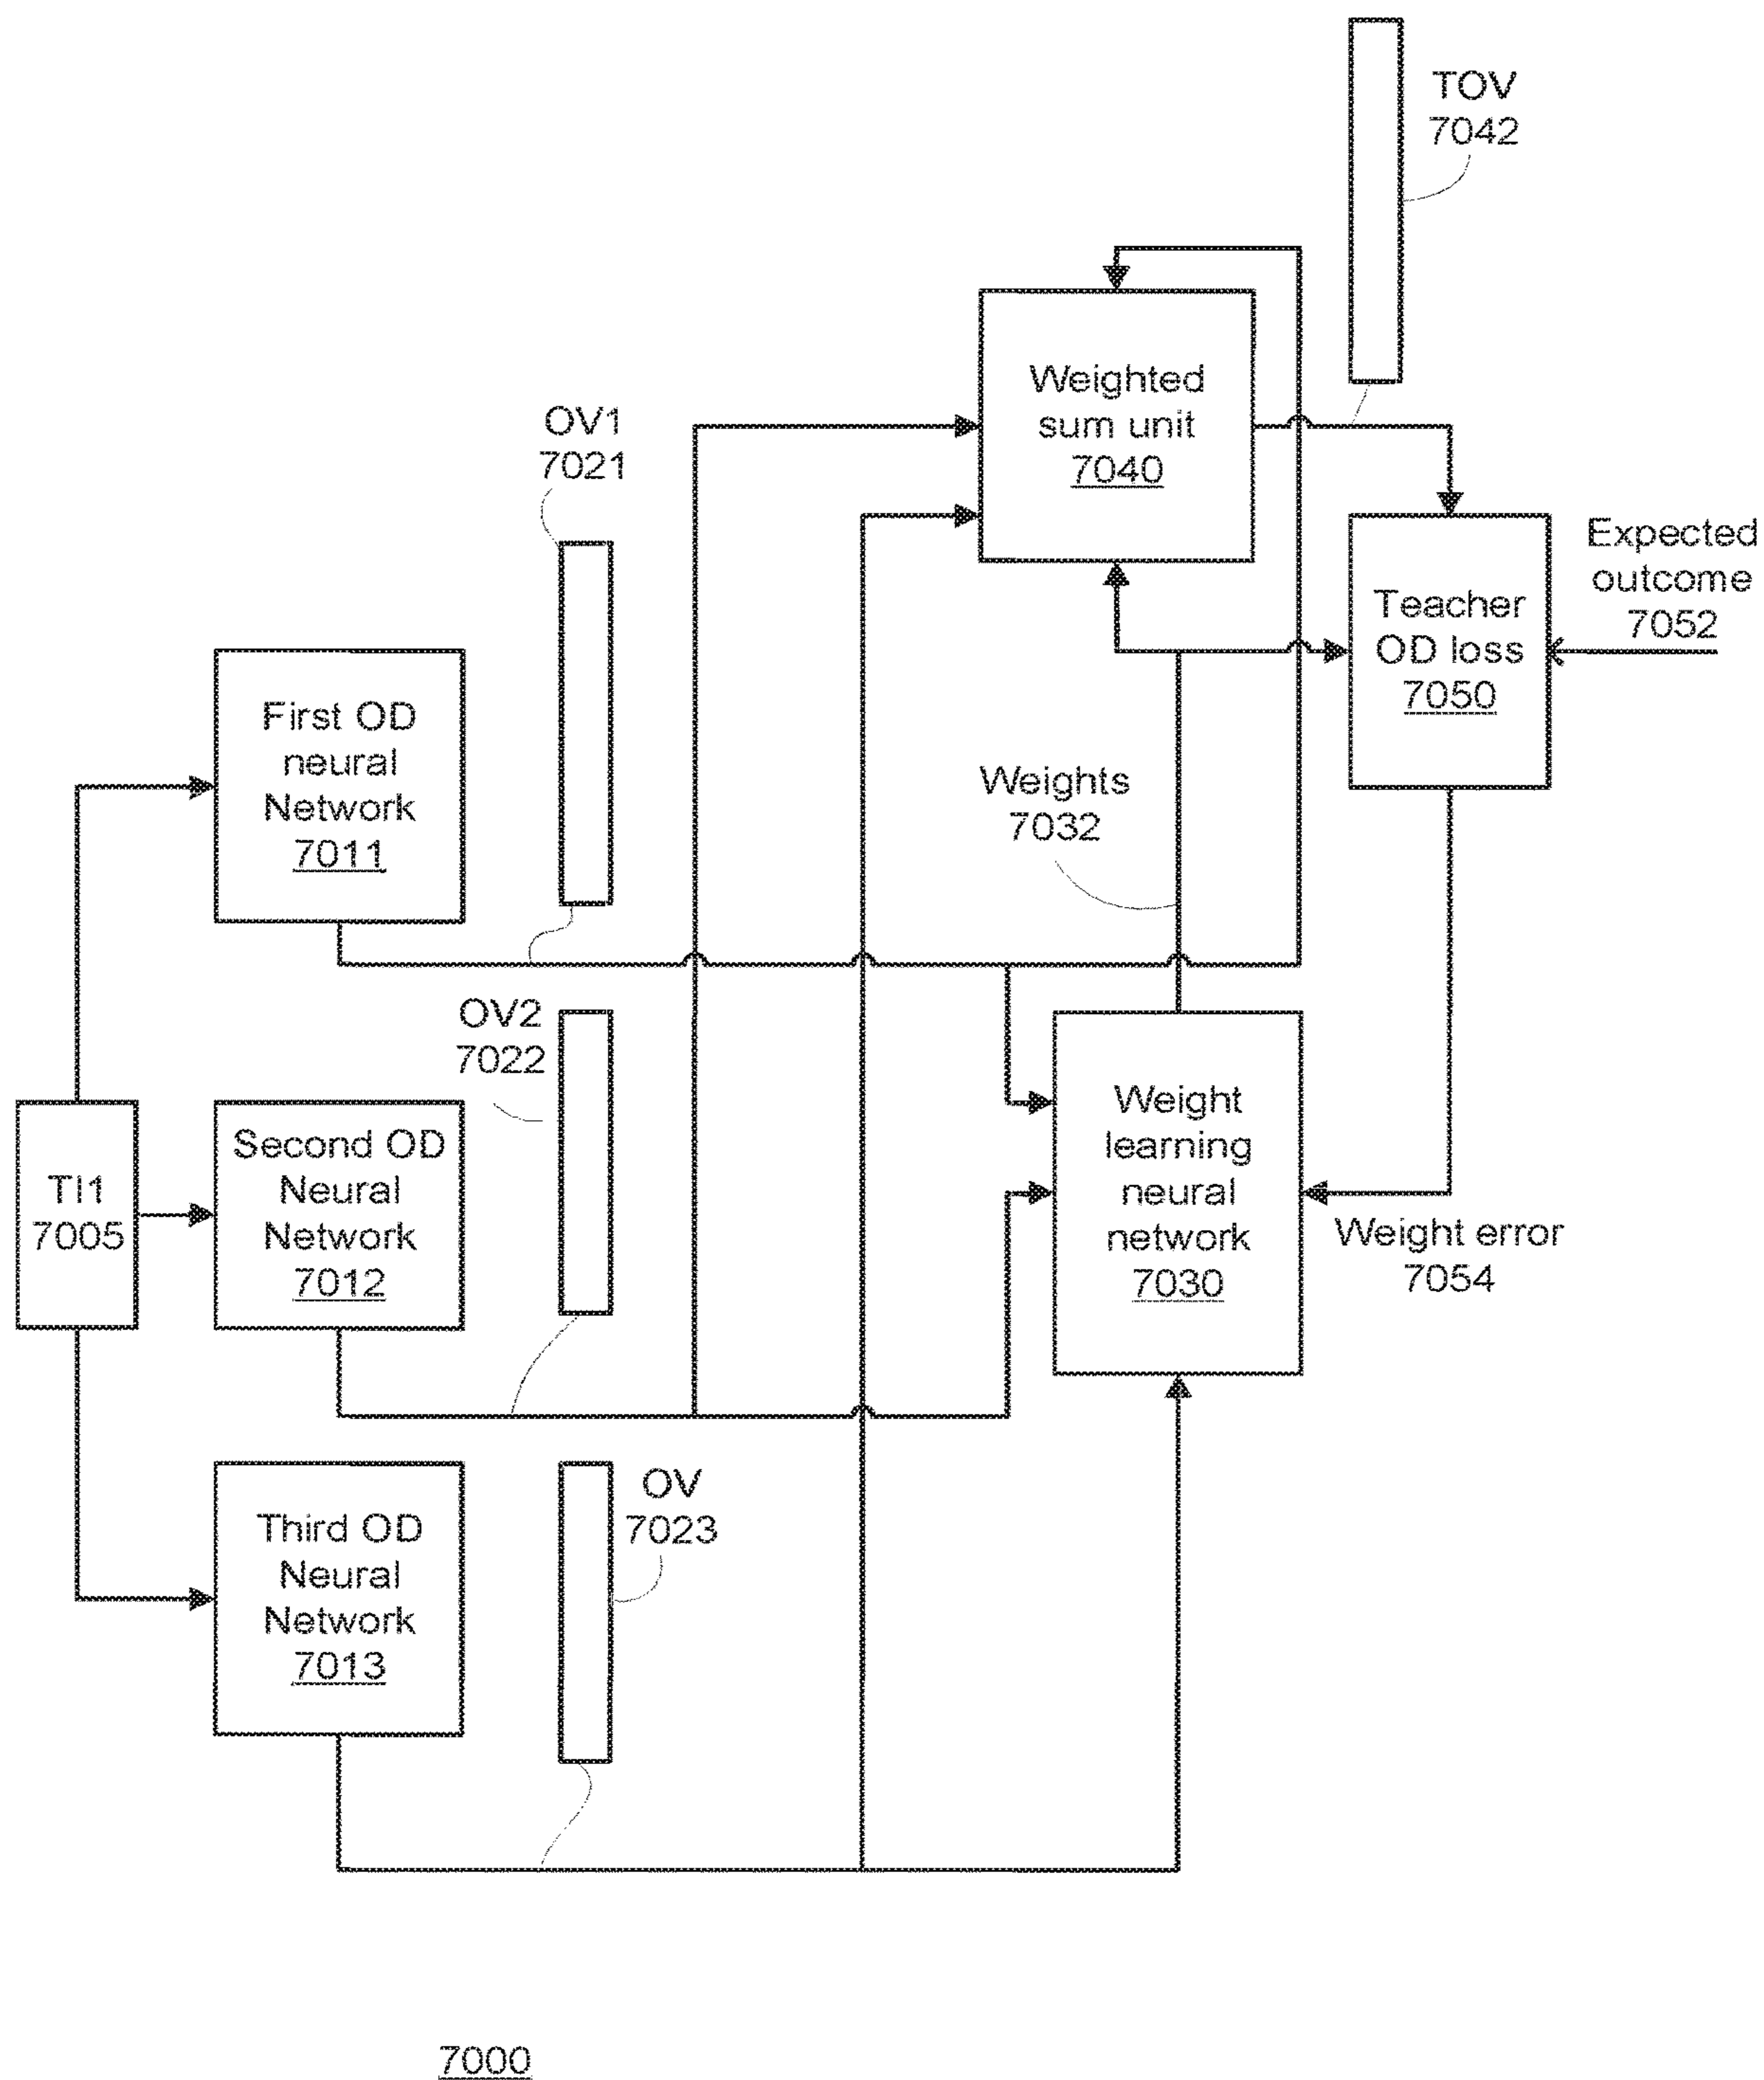 TOV
7042
Weighted
sum unit
7040
OV1
7021
Expected
outcome
7052
Teacher
OD loss
7050
First OD
neural
Network
7011
Weights
7032
OV2
7022
Weight
learning
neural
network
7030
Second OD
Neural
Network
7012
TI1
7005
Weight error
7054
OV
7023
Third OD
Neural
Network
7013
7000